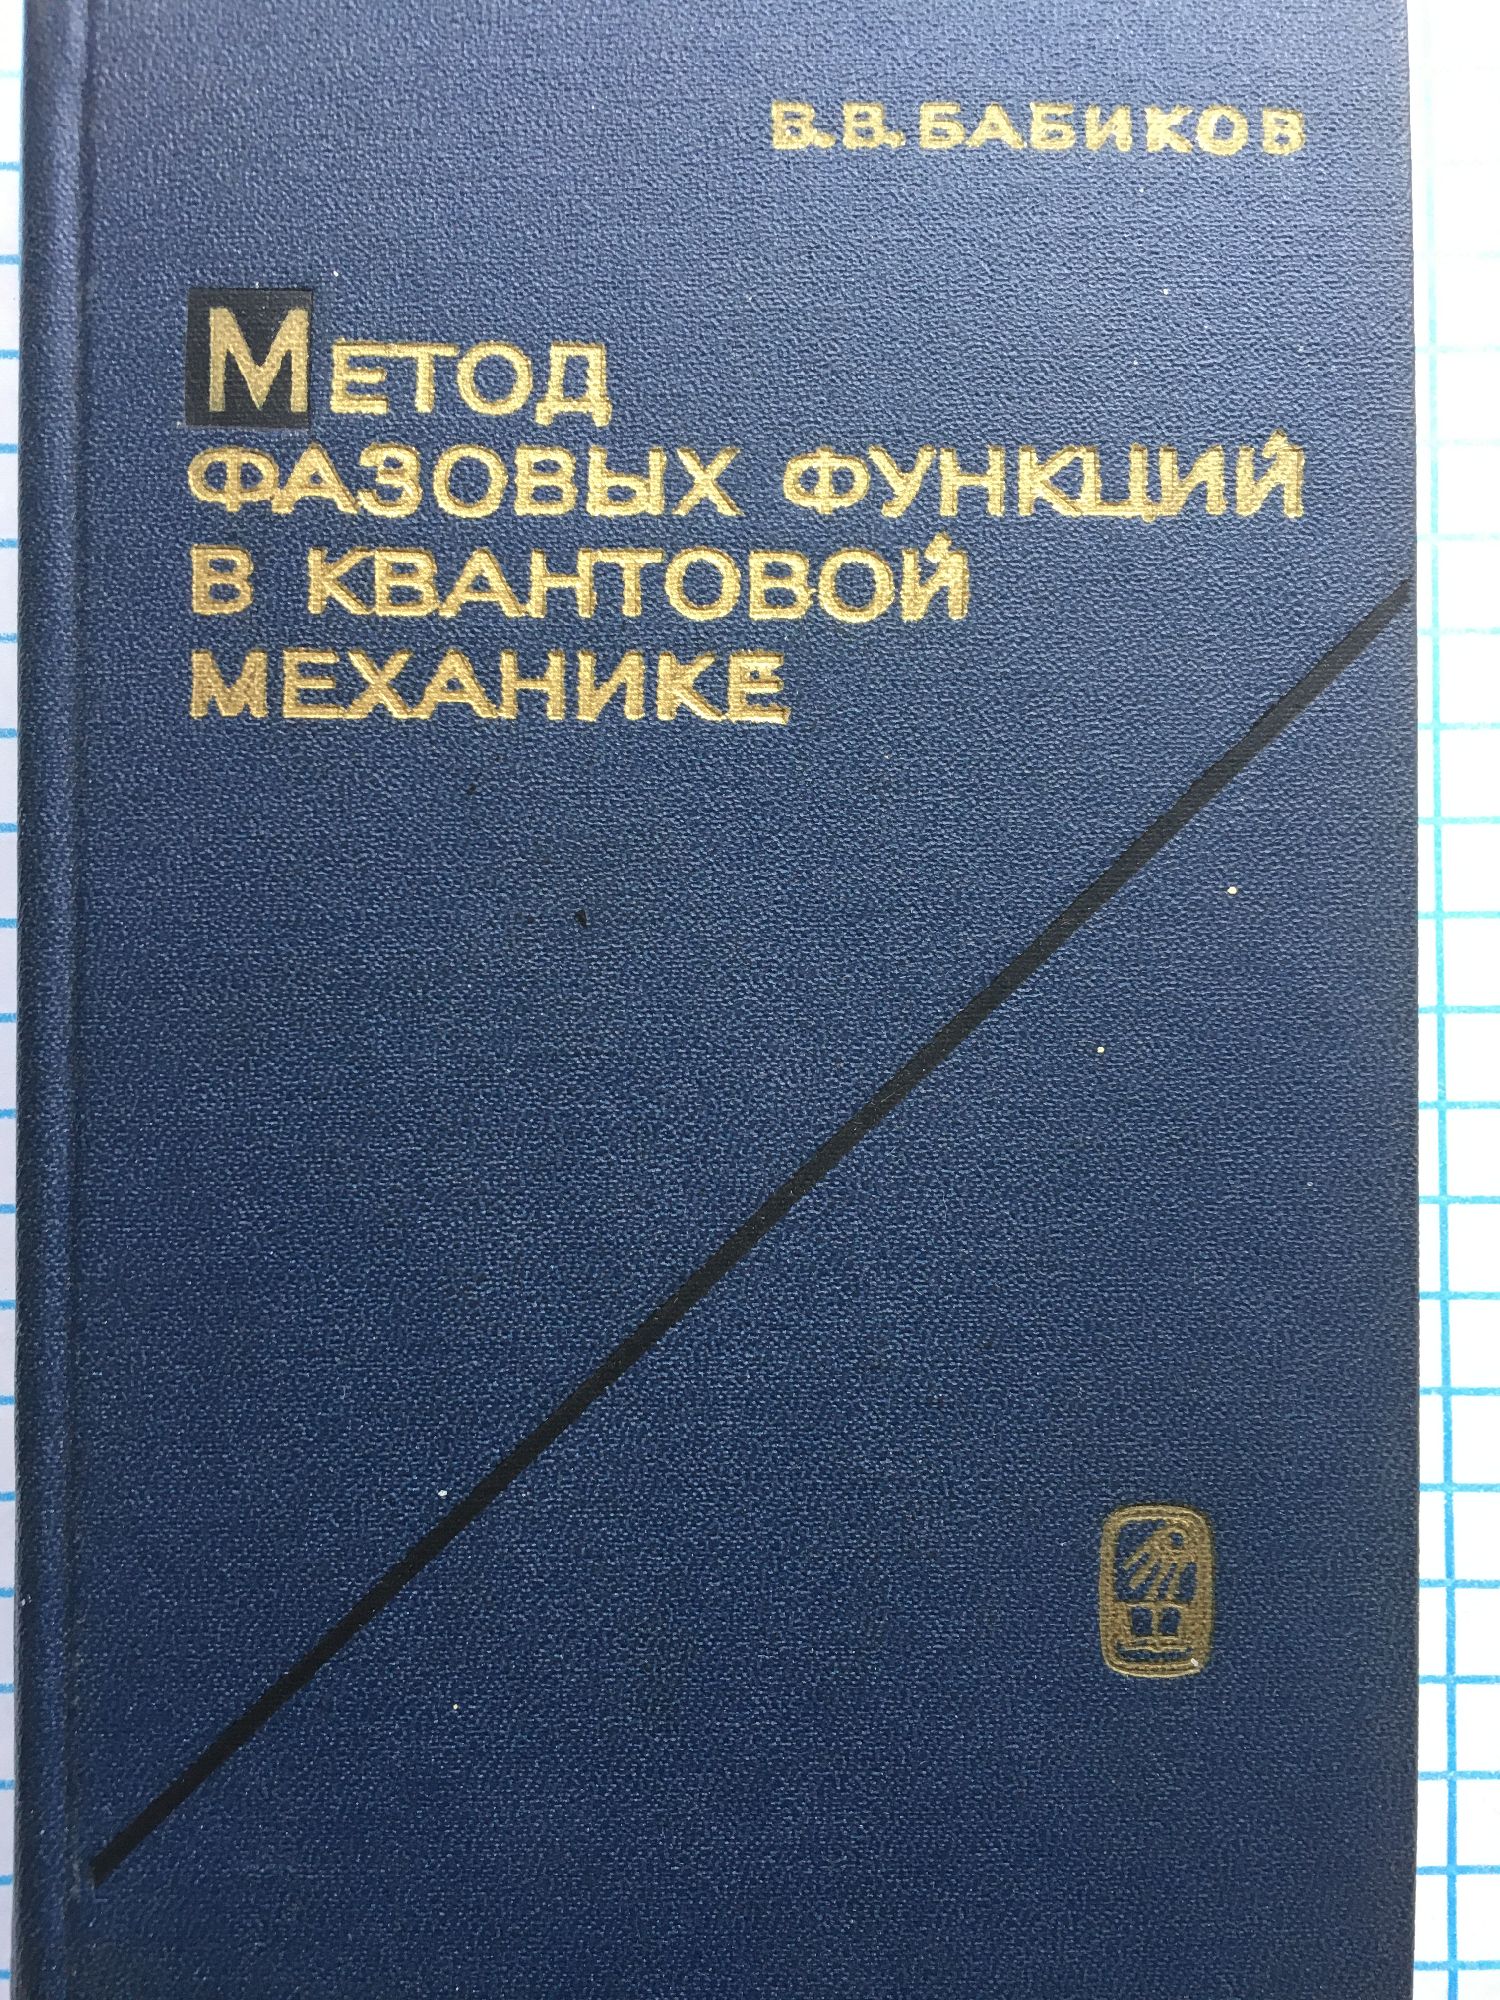 В.В.БАБИКОВ
МЕТОД
ФАЗОВЫХ ФУНКЦИЙ
В КВАНТОВОЙ
МЕХАНИКЕ